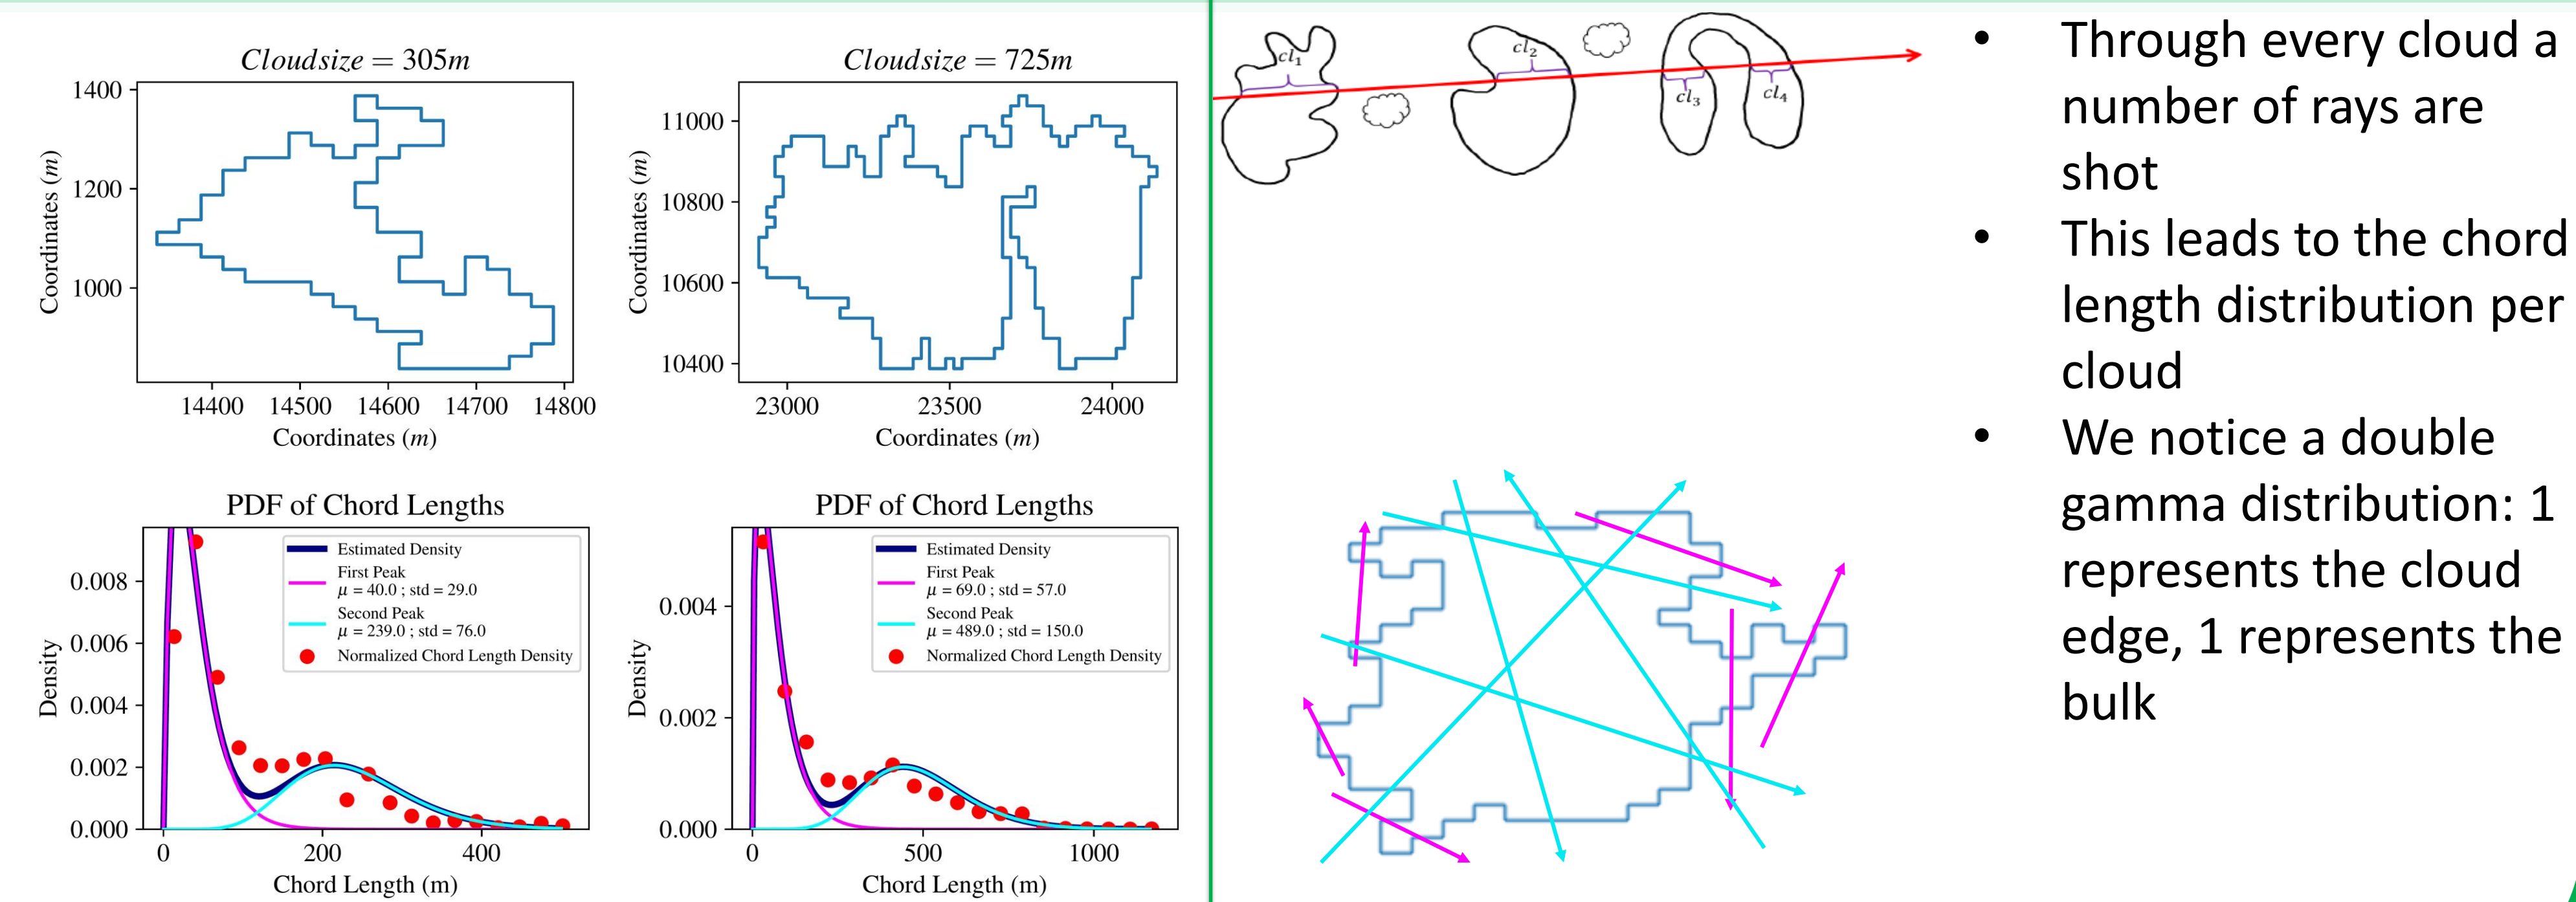 Cloudsize = 305m
1400
1200
1000
Coordinates (m)
14400 14500 14600 14700 14800
Coordinates (m)
Cloudsize = 725m
11000
10800
10600
10400
Coordinates (m)
23000 23500 24000
Coordinates (m)
PDF of Chord Lengths
0.008
0.006
0.004
0.002
0.000
Density
Estimated Density
First Peak
μ = 40.0 ; std = 29.0
Second Peak
μ = 239.0 ; std = 76.0
Normalized Chord Length Density
0 200 400
Chord Length (m)
PDF of Chord Lengths
0.004
0.002
0.000
Density
Estimated Density
First Peak
μ = 69.0 ; std = 57.0
Second Peak
μ = 489.0 ; std = 150.0
Normalized Chord Length Density
0 500 1000
Chord Length (m)
cl₁
cl₂
cl₃
cl₄
• Through every cloud a
number of rays are
shot
• This leads to the chord
length distribution per
cloud
• We notice a double
gamma distribution: 1
represents the cloud
edge, 1 represents the
bulk